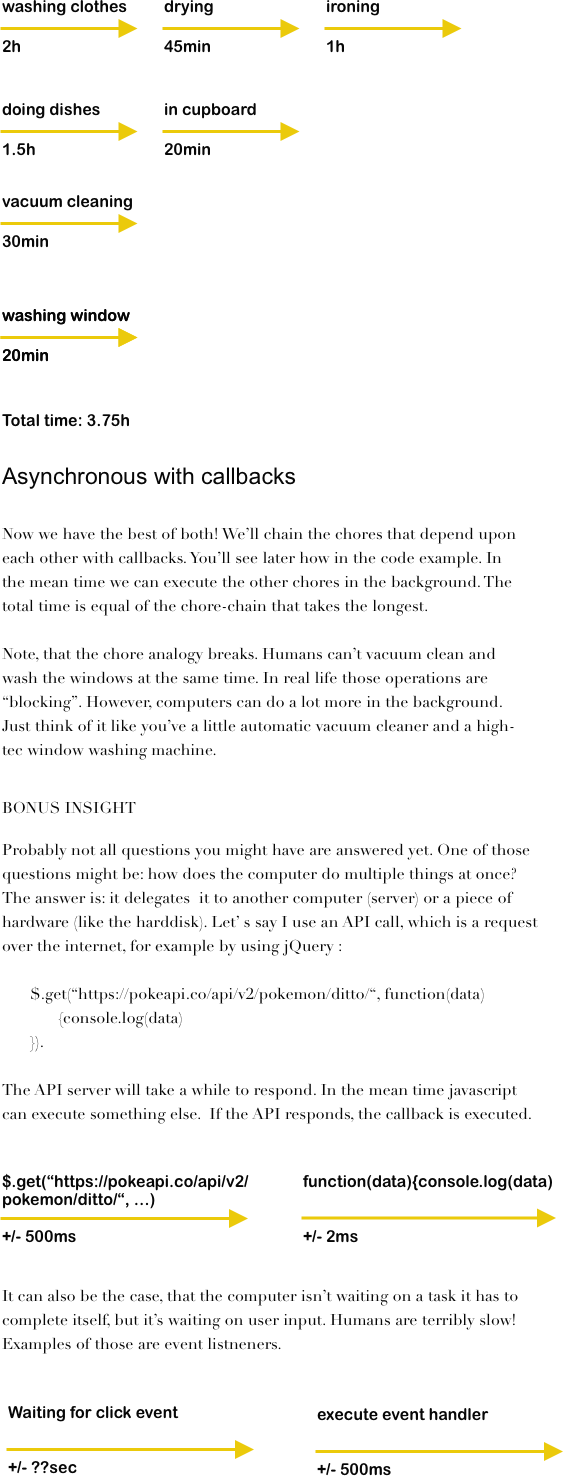 washing clothes drying ironing
2h 45min 1h
doing dishes in cupboard
1.5h 20min
vacuum cleaning
30min
washing window
20min
Total time: 3.75h
Asynchronous with callbacks
Now we have the best of both! We’ll chain the chores that depend upon
each other with callbacks. You’ll see later how in the code example. In
the mean time we can execute the other chores in the background. The
total time is equal of the chore-chain that takes the longest.
Note, that the chore analogy breaks. Humans can’t vacuum clean and
wash the windows at the same time. In real life those operations are
“blocking”. However, computers can do a lot more in the background.
Just think of it like you’ve a little automatic vacuum cleaner and a high-
tec window washing machine.
BONUS INSIGHT
Probably not all questions you might have are answered yet. One of those
questions might be: how does the computer do multiple things at once?
The answer is: it delegates  it to another computer (server) or a piece of
hardware (like the harddisk). Let’ s say I use an API call, which is a request
over the internet, for example by using jQuery :
$.get(“https://pokeapi.co/api/v2/pokemon/ditto/“, function(data)
{console.log(data)
}).
The API server will take a while to respond. In the mean time javascript
can execute something else.  If the API responds, the callback is executed.
$.get(“https://pokeapi.co/api/v2/ function(data){console.log(data)
pokemon/ditto/“, ...)
+/- 500ms +/- 2ms
It can also be the case, that the computer isn’t waiting on a task it has to
complete itself, but it’s waiting on user input. Humans are terribly slow!
Examples of those are event listneners.
Waiting for click event execute event handler
+/- ??sec +/- 500ms